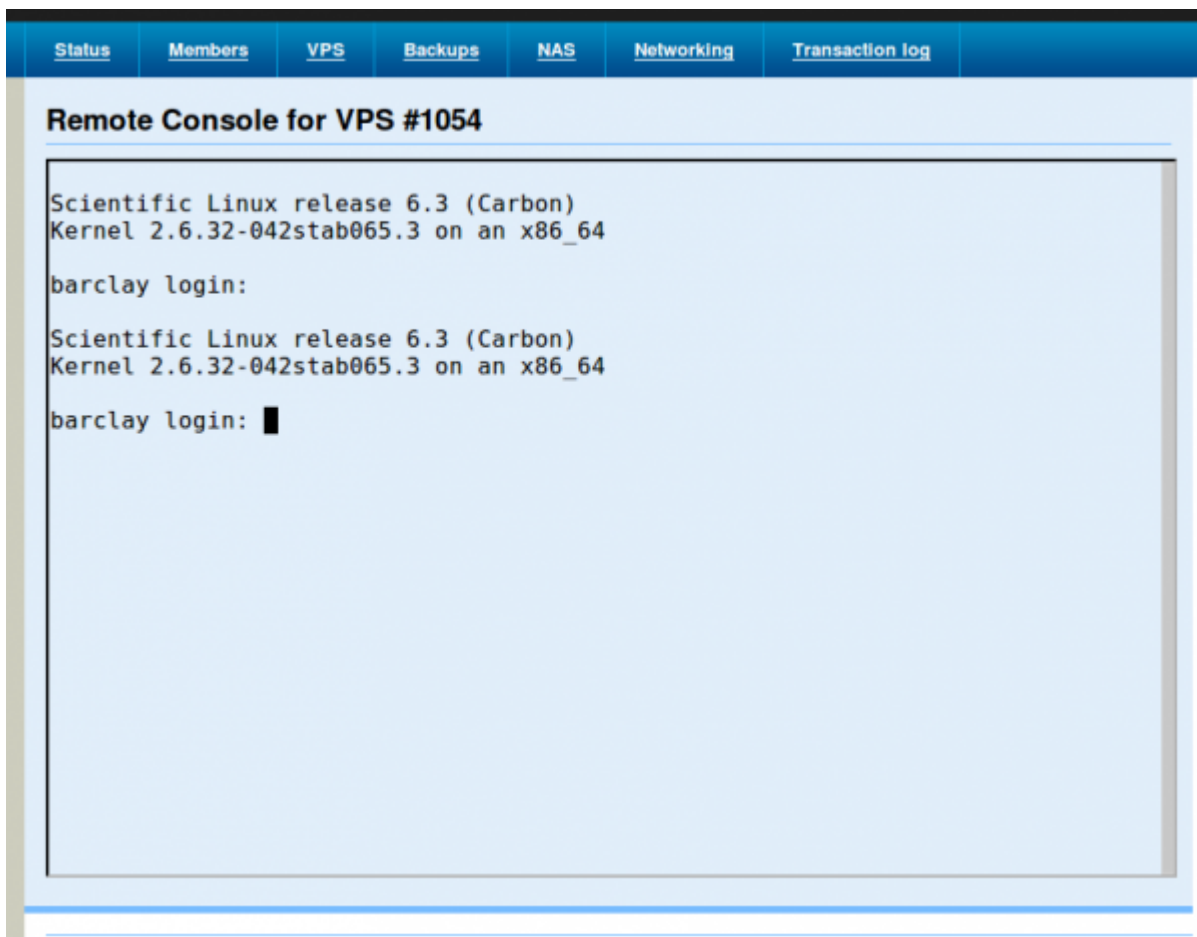 Status Members VPS Backups NAS Networking Transaction log
Remote Console for VPS #1054
Scientific Linux release 6.3 (Carbon)
Kernel 2.6.32-042stab065.3 on an x86_64
barclay login:
Scientific Linux release 6.3 (Carbon)
Kernel 2.6.32-042stab065.3 on an x86_64
barclay login: